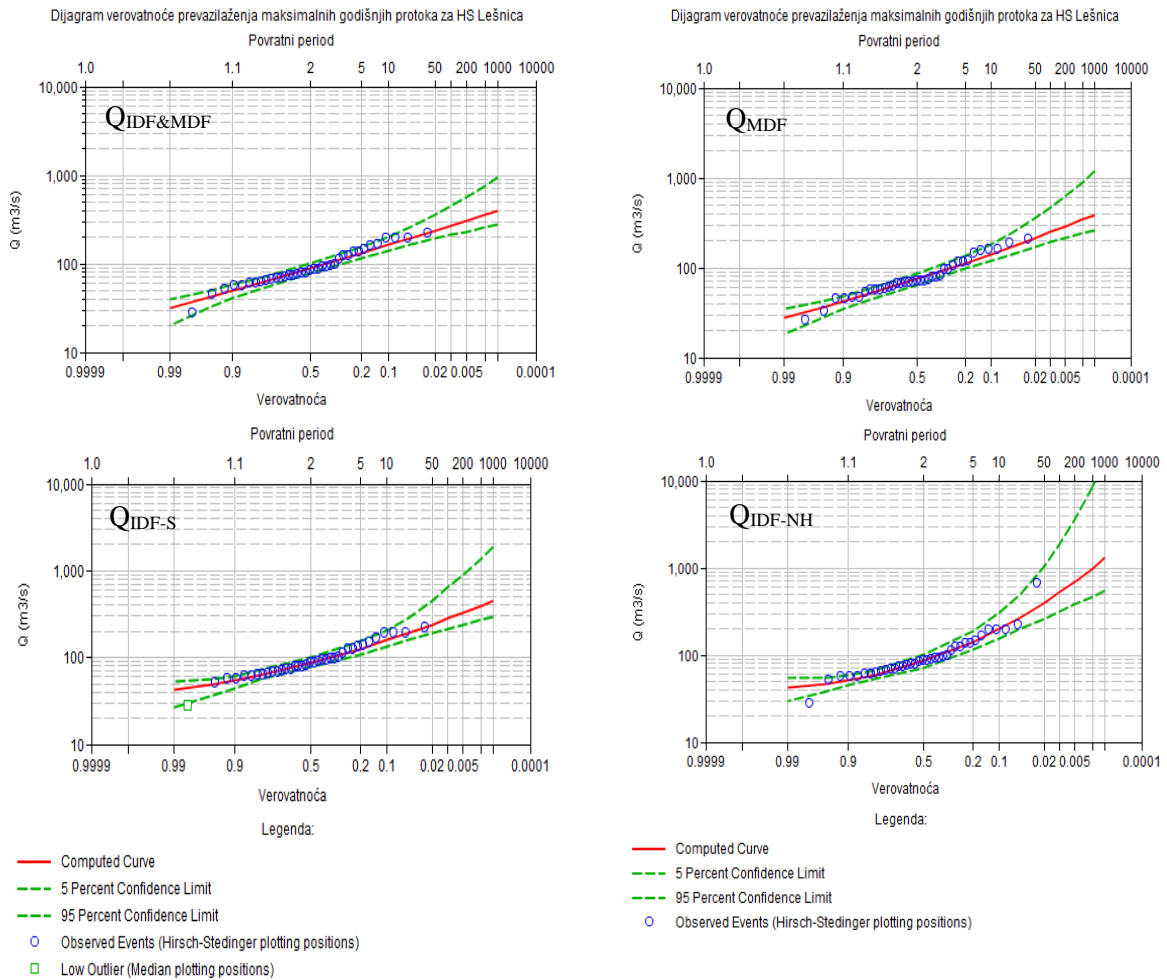 Dijagram verovatnoće prevazilaženja maksimalnih godišnjih protoka za HS Lešnica
Povratni period
1.0 1.1 2 5 10 50 200 1000 10000
10,000
1,000
100
10
Q (m3/s)
Q_IDF&MDF
0.9999 0.99 0.9 0.5 0.2 0.1 0.02 0.005 0.0001
Verovatnoća
Dijagram verovatnoće prevazilaženja maksimalnih godišnjih protoka za HS Lešnica
Povratni period
1.0 1.1 2 5 10 50 200 1000 10000
10,000
1,000
100
10
Q (m3/s)
Q_MDF
0.9999 0.99 0.9 0.5 0.2 0.1 0.02 0.005 0.0001
Verovatnoća
Povratni period
1.0 1.1 2 5 10 50 200 1000 10000
10,000
1,000
100
10
Q (m3/s)
Q_IDF-S
0.9999 0.99 0.9 0.5 0.2 0.1 0.02 0.005 0.0001
Verovatnoća
Legenda:
Computed Curve
5 Percent Confidence Limit
95 Percent Confidence Limit
Observed Events (Hirsch-Stedinger plotting positions)
Low Outlier (Median plotting positions)
Povratni period
1.0 1.1 2 5 10 50 200 1000 10000
10,000
1,000
100
10
Q (m3/s)
Q_IDF-NH
0.9999 0.99 0.9 0.5 0.2 0.1 0.02 0.005 0.0001
Verovatnoća
Legenda:
Computed Curve
5 Percent Confidence Limit
95 Percent Confidence Limit
Observed Events (Hirsch-Stedinger plotting positions)